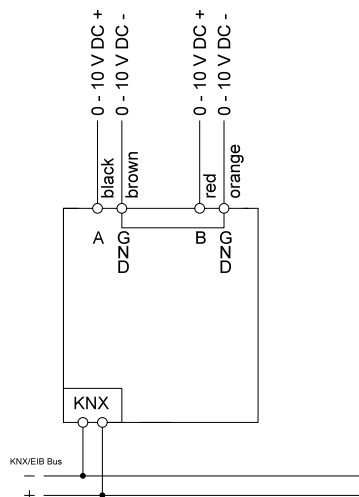 0 - 10 V DC +
0 - 10 V DC -
0 - 10 V DC +
0 - 10 V DC -
black
brown
red
orange
A
GND
B
GND
KNX
KNX/EIB Bus
−
+